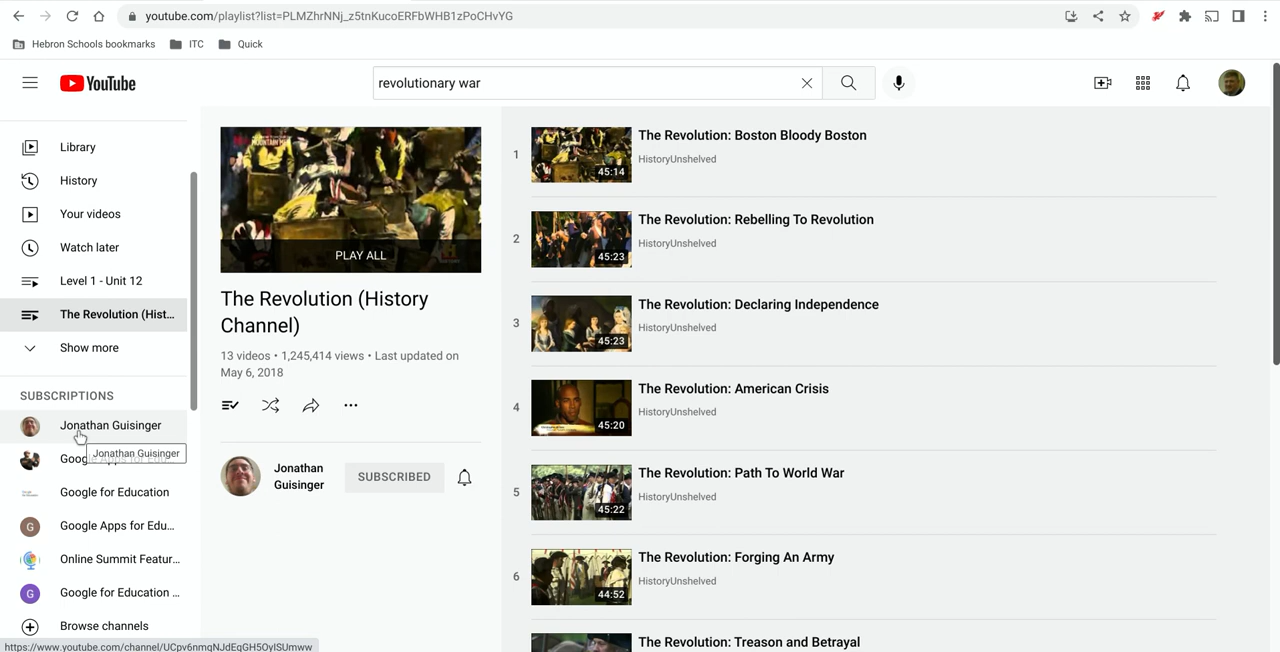 youtube.com/playlist?list=PLMZhrNNj_z5tnKucoERFbWHB1zPoCHvYG
Hebron Schools bookmarks
ITC
Quick
YouTube
revolutionary war
Library
History
Your videos
Watch later
Level 1 - Unit 12
The Revolution (Hist...
Show more
SUBSCRIPTIONS
Jonathan Guisinger
Jonathan Guisinger
Google Apps for Edu...
Google for Education
G
Google Apps for Edu...
Online Summit Featur...
G
Google for Education ...
Browse channels
https://www.youtube.com/channel/UCpv6nmqNJdEqGH5OyISUmww
PLAY ALL
The Revolution (History
Channel)
13 videos • 1,245,414 views • Last updated on
May 6, 2018
Jonathan
Guisinger
SUBSCRIBED
1
45:14
The Revolution: Boston Bloody Boston
HistoryUnshelved
2
45:23
The Revolution: Rebelling To Revolution
HistoryUnshelved
3
45:23
The Revolution: Declaring Independence
HistoryUnshelved
4
45:20
The Revolution: American Crisis
HistoryUnshelved
5
45:22
The Revolution: Path To World War
HistoryUnshelved
6
44:52
The Revolution: Forging An Army
HistoryUnshelved
The Revolution: Treason and Betrayal